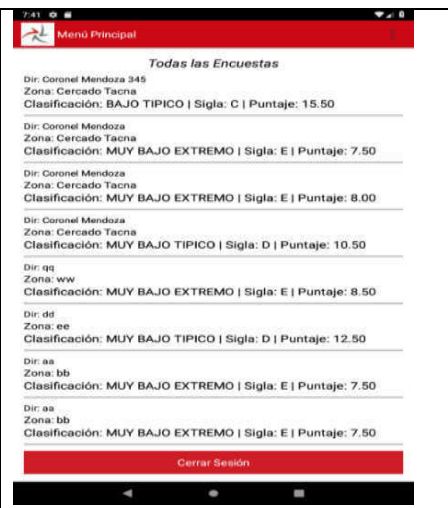 7:41
Menú Principal
Todas las Encuestas
Dir: Coronel Mendoza 345
Zona: Cercado Tacna
Clasificación: BAJO TIPICO | Sigla: C | Puntaje: 15.50
Dir: Coronel Mendoza
Zona: Cercado Tacna
Clasificación: MUY BAJO EXTREMO | Sigla: E | Puntaje: 7.50
Dir: Coronel Mendoza
Zona: Cercado Tacna
Clasificación: MUY BAJO EXTREMO | Sigla: E | Puntaje: 8.00
Dir: Coronel Mendoza
Zona: Cercado Tacna
Clasificación: MUY BAJO TIPICO | Sigla: D | Puntaje: 10.50
Dir: qq
Zona: ww
Clasificación: MUY BAJO EXTREMO | Sigla: E | Puntaje: 8.50
Dir: dd
Zona: ee
Clasificación: MUY BAJO TIPICO | Sigla: D | Puntaje: 12.50
Dir: aa
Zona: bb
Clasificación: MUY BAJO EXTREMO | Sigla: E | Puntaje: 7.50
Dir: aa
Zona: bb
Clasificación: MUY BAJO EXTREMO | Sigla: E | Puntaje: 7.50
Cerrar Sesión